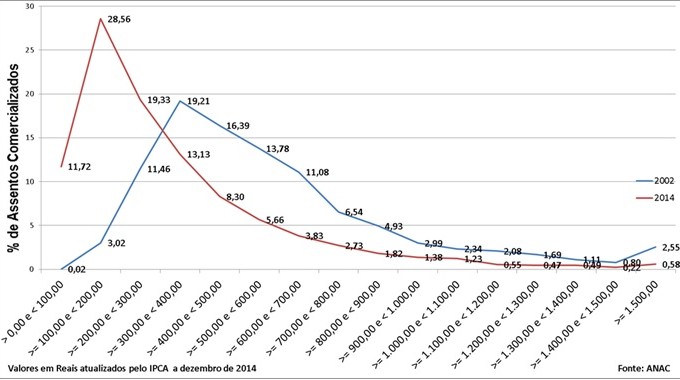 % de Assentos Comercializados
30
25
20
15
10
5
0
28,56
19,33
19,21
16,39
13,78
13,13
11,72
11,46
11,08
8,30
6,54
5,66
4,93
3,83
3,02
2,73
2,99
2,34
2,08
1,69
1,11
0,80
2,55
1,82
1,38
1,23
0,55
0,47
0,49
0,22
0,58
0,02
2002
2014
> 0,00 e < 100,00
>= 100,00 e < 200,00
>= 200,00 e < 300,00
>= 300,00 e < 400,00
>= 400,00 e < 500,00
>= 500,00 e < 600,00
>= 600,00 e < 700,00
>= 700,00 e < 800,00
>= 800,00 e < 900,00
>= 900,00 e < 1.000,00
>= 1.000,00 e < 1.100,00
>= 1.100,00 e < 1.200,00
>= 1.200,00 e < 1.300,00
>= 1.300,00 e < 1.400,00
>= 1.400,00 e < 1.500,00
>= 1.500,00
Valores em Reais atualizados pelo IPCA a dezembro de 2014
Fonte: ANAC